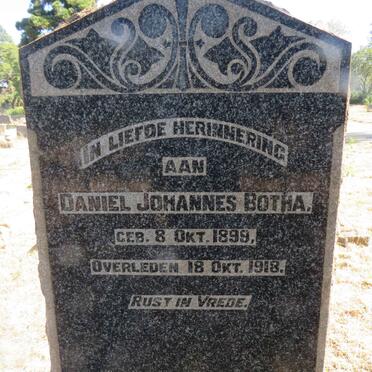 IN LIEFDE HERINNERING
AAN
DANIEL JOHANNES BOTHA.
GEB. 8 OKT. 1899,
OVERLEDEN 18 OKT. 1918.
RUST IN VREDE.